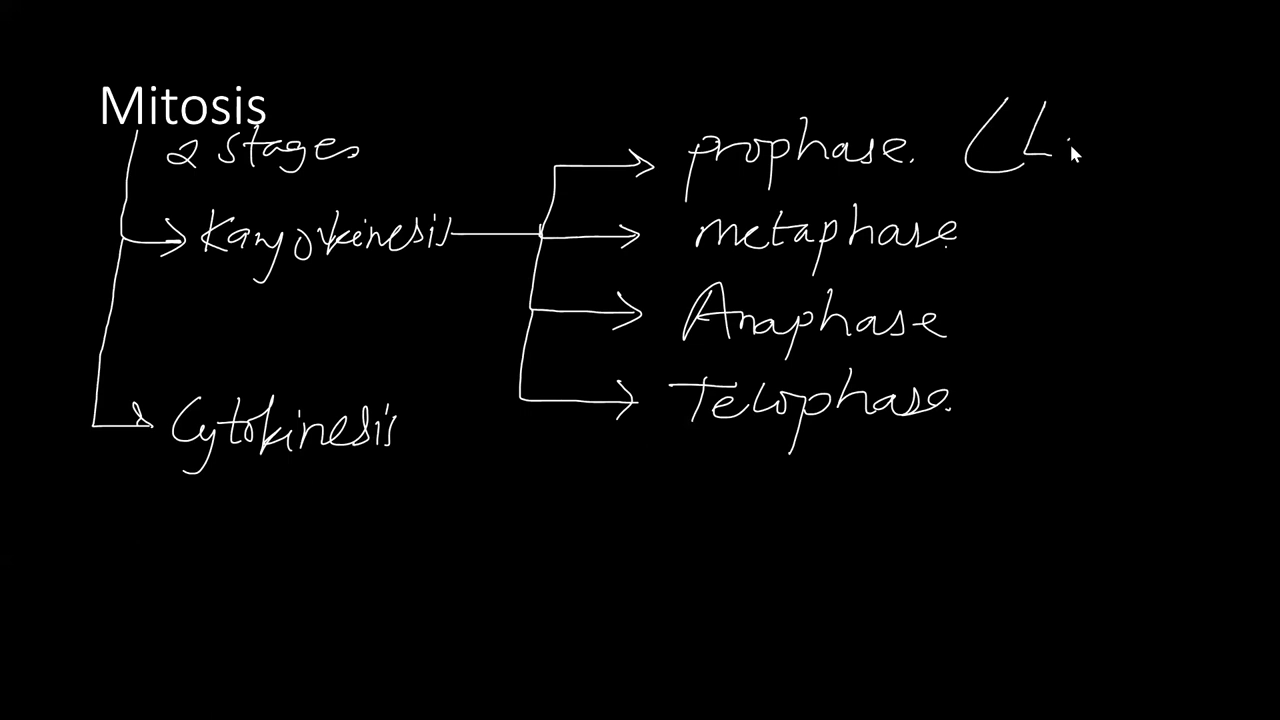 Mitosis
2 stages
Karyokinesis
prophase. (L.
metaphase.
Anaphase
Telophase.
Cytokinesis